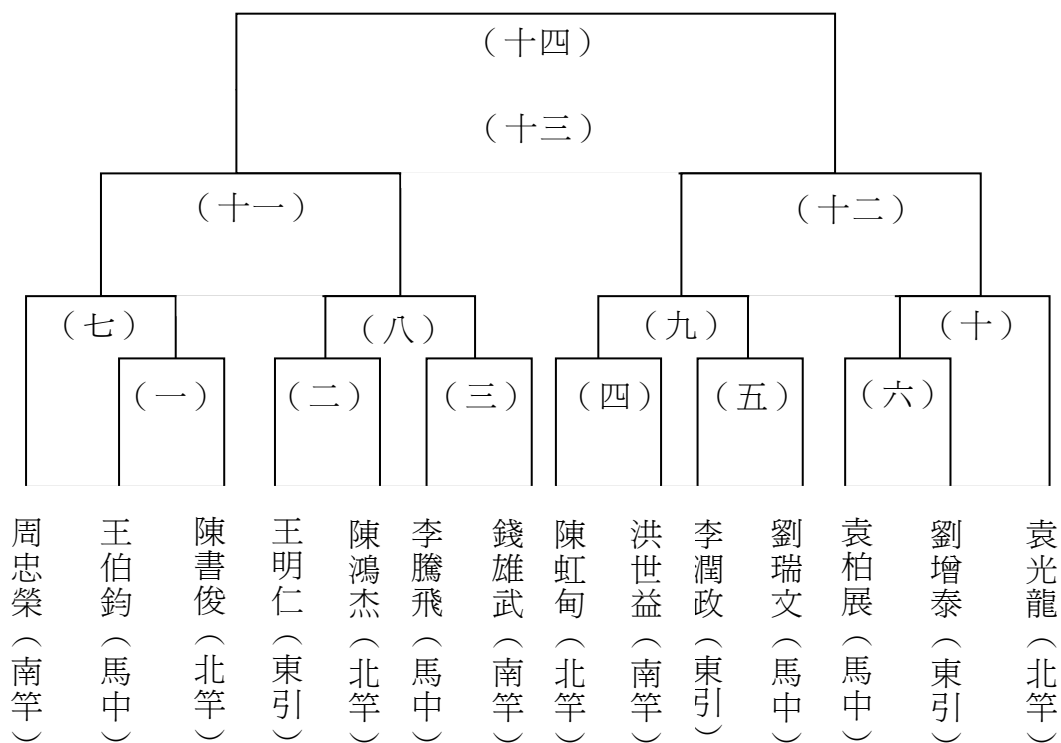 （十四）
（十三）
（十一）
（十二）
（七）
（八）
（九）
（十）
（一）
（二）
（三）
（四）
（五）
（六）
周忠榮（南竿）
王伯鈞（馬中）
陳書俊（北竿）
王明仁（東引）
陳鴻杰（北竿）
李騰飛（馬中）
錢雄武（南竿）
陳虹甸（北竿）
洪世益（南竿）
李潤政（東引）
劉瑞文（馬中）
袁柏展（馬中）
劉增泰（東引）
袁光龍（北竿）